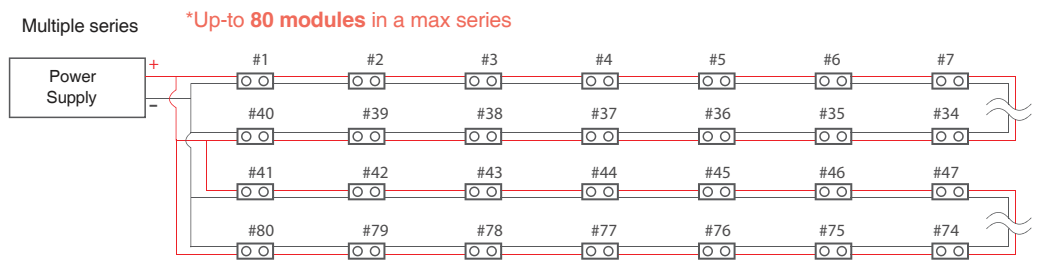 Multiple series
*Up-to 80 modules in a max series
Power
Supply
+
-
#1 #2 #3 #4 #5 #6 #7
#40 #39 #38 #37 #36 #35 #34
#41 #42 #43 #44 #45 #46 #47
#80 #79 #78 #77 #76 #75 #74